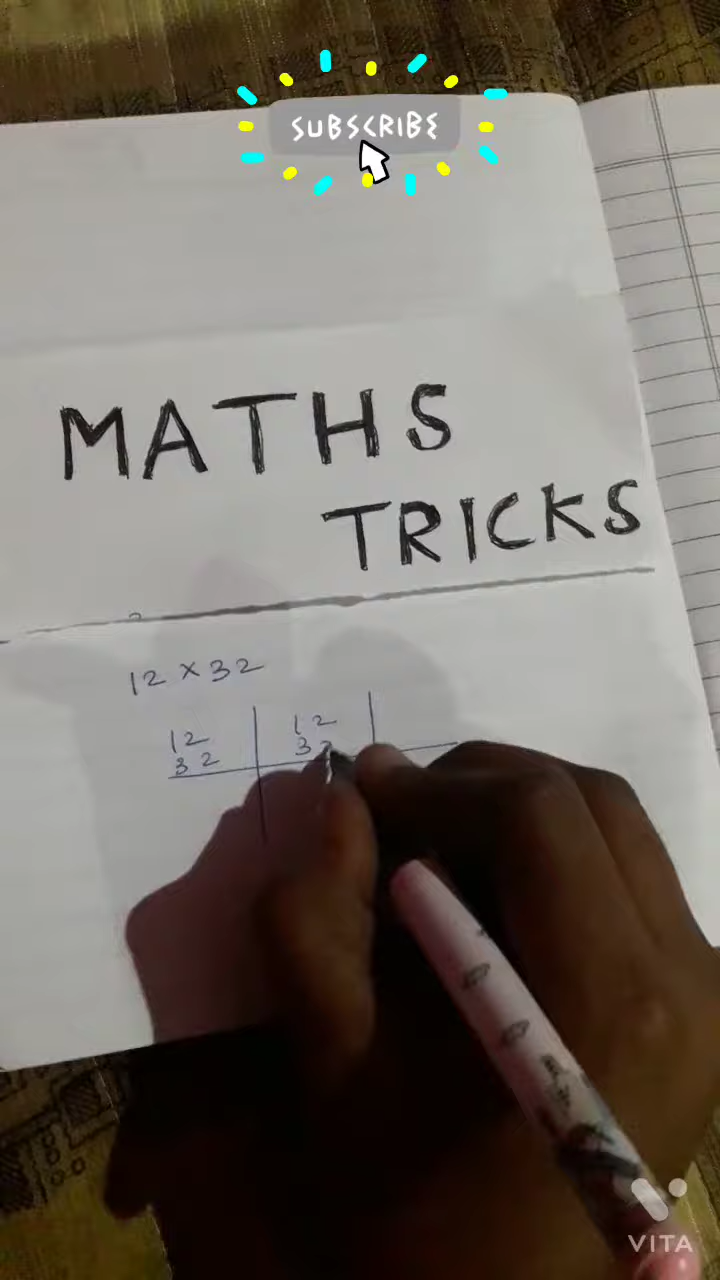 SUBSCRIBE
MATHS
TRICKS
12 × 32
12 | 12 |
32 | 32
VITA